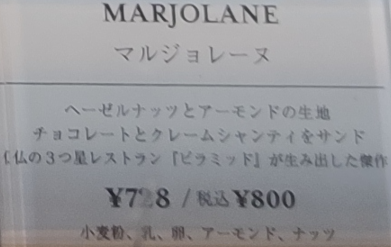 MARJOLANE
マルジョレーヌ
ヘーゼルナッツとアーモンドの生地
チョコレートとクレームシャンティをサンド
仏の3つ星レストラン『ピラミッド』が生み出した傑作
¥728 / 税込 ¥800
小麦粉、乳、卵、アーモンド、ナッツ